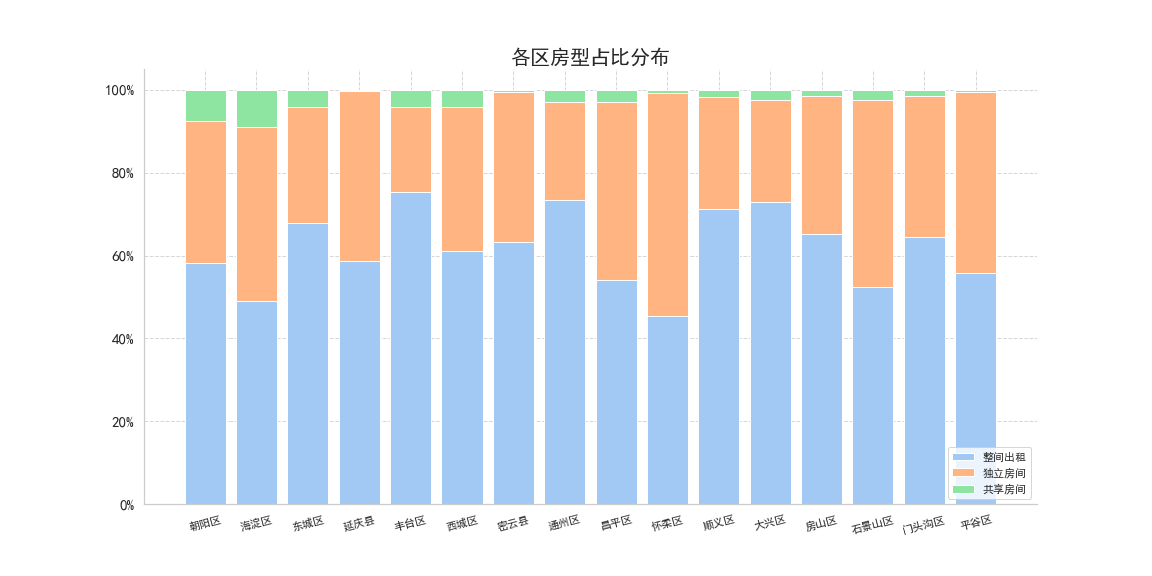 各区房型占比分布
100%
80%
60%
40%
20%
0%
整间出租
独立房间
共享房间
朝阳区 海淀区 东城区 延庆县 丰台区 西城区 密云县 通州区 昌平区 怀柔区 顺义区 大兴区 房山区 石景山区 门头沟区 平谷区